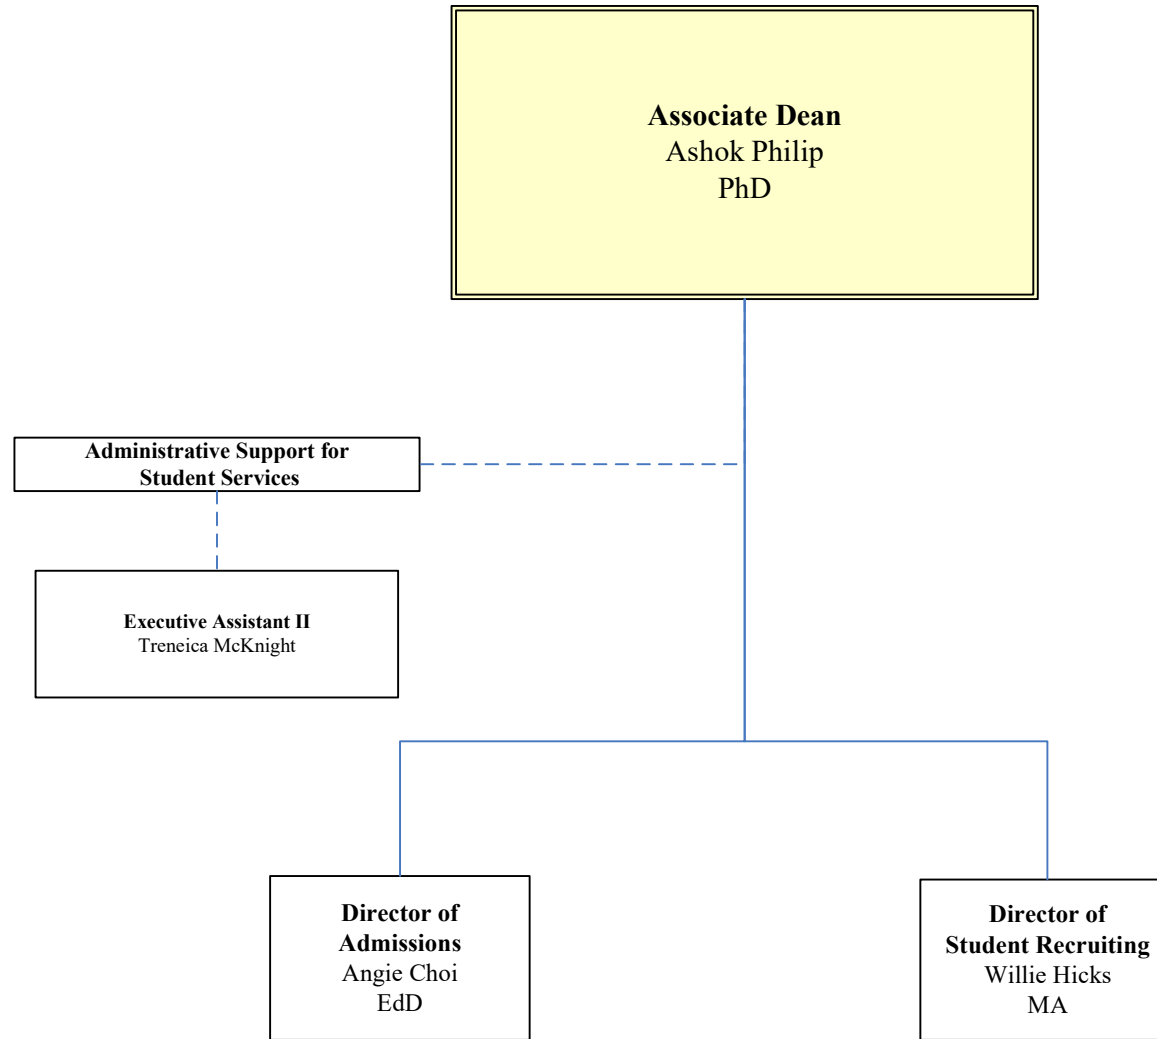 Associate Dean
Ashok Philip
PhD
Administrative Support for
Student Services
Executive Assistant II
Treneica McKnight
Director of
Admissions
Angie Choi
EdD
Director of
Student Recruiting
Willie Hicks
MA